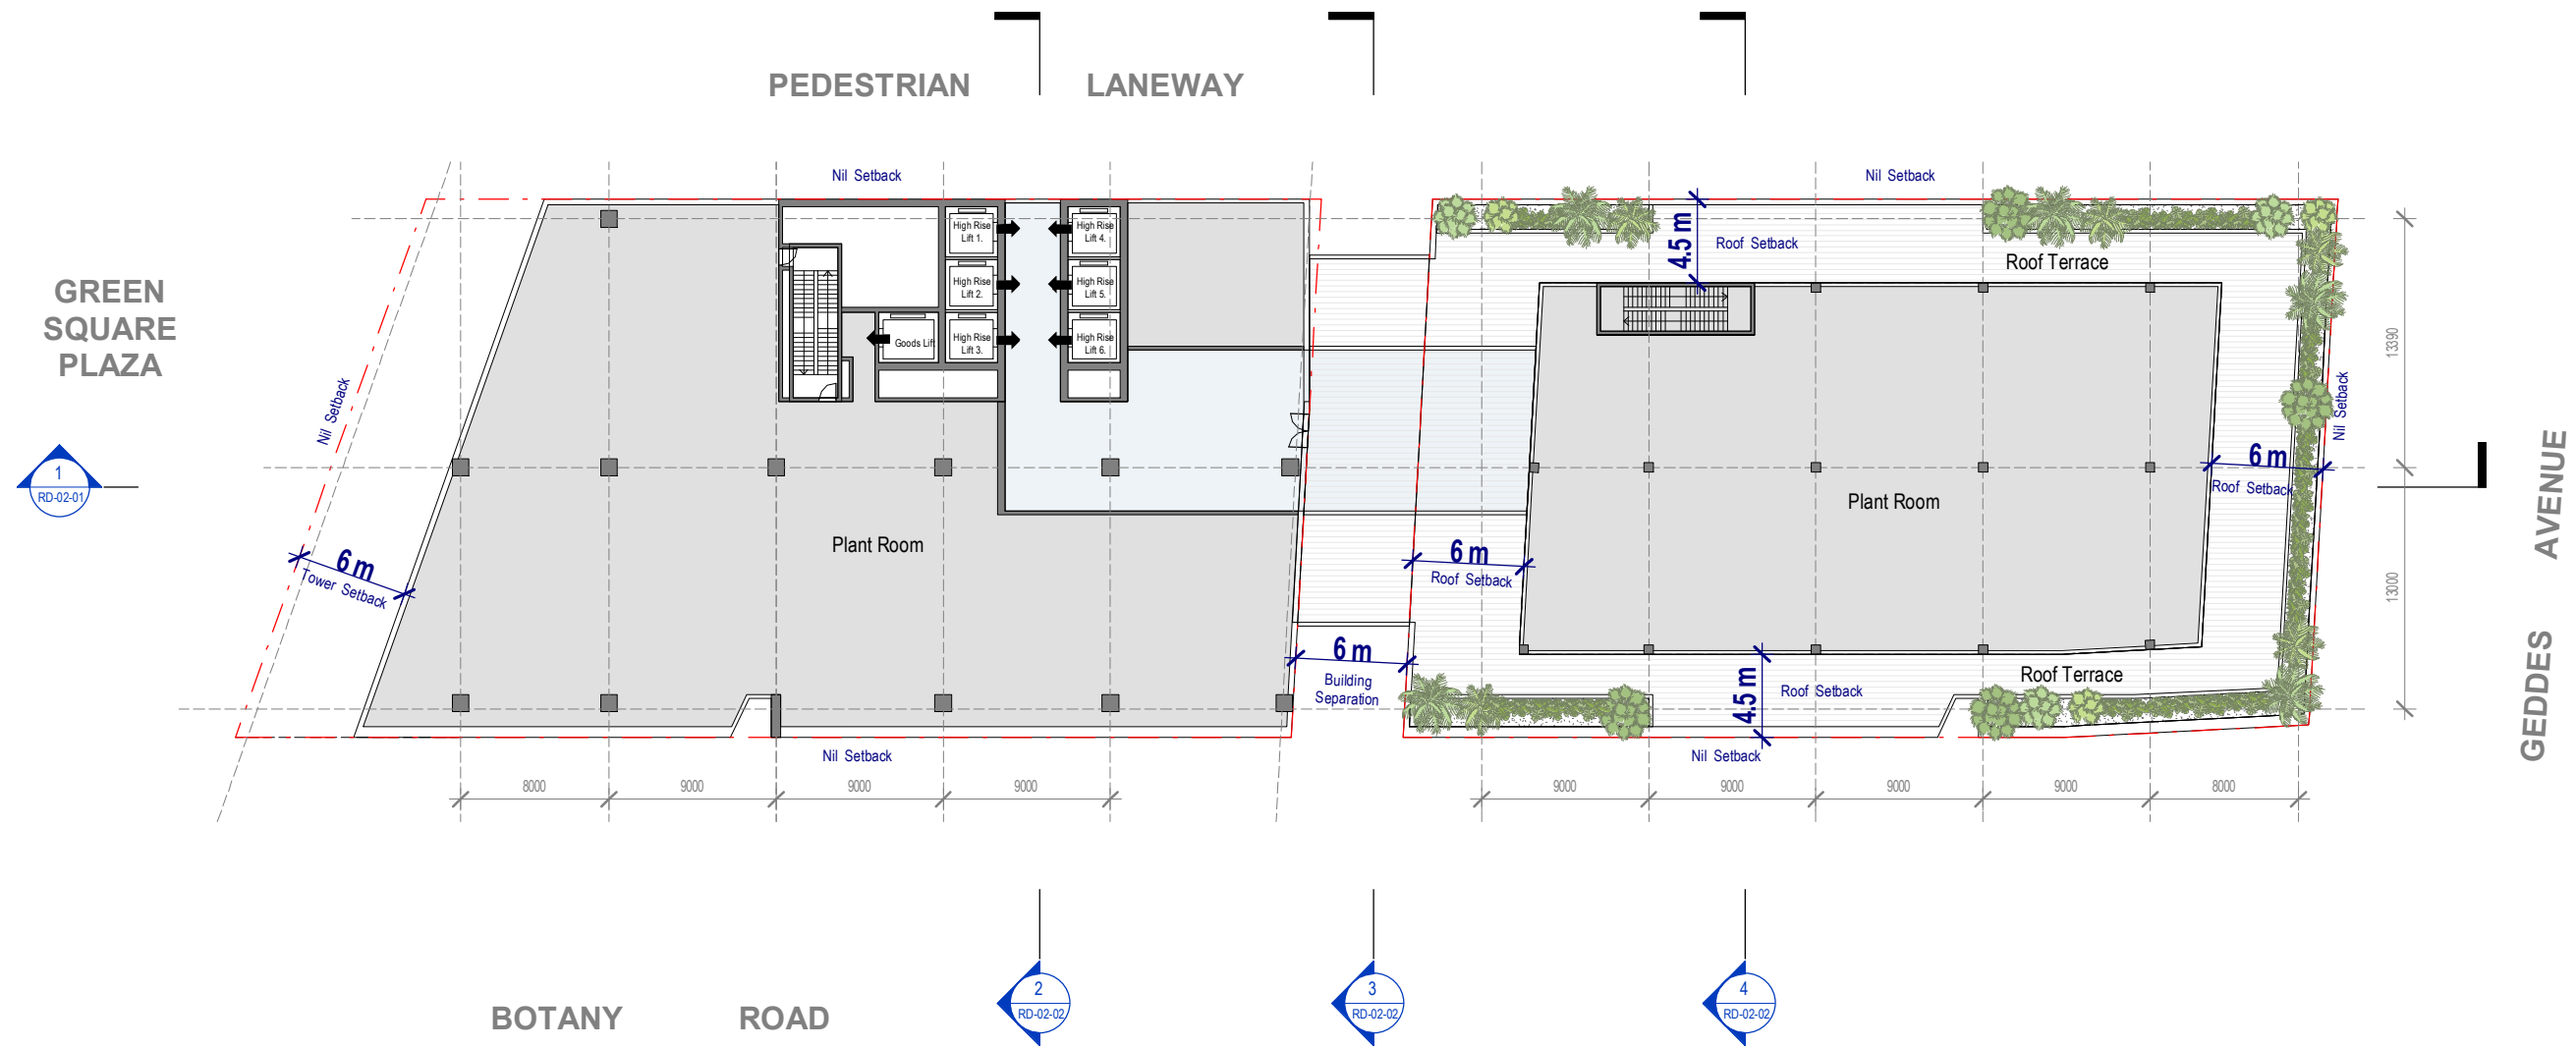 PEDESTRIAN LANEWAY
Nil Setback
Nil Setback
High Rise
Lift 1.
High Rise
Lift 4.
4.5 m
Roof Setback
Roof Terrace
GREEN
SQUARE
PLAZA
High Rise
Lift 2.
High Rise
Lift 5.
Goods Lift
High Rise
Lift 3.
High Rise
Lift 6.
13390
Nil Setback
Nil Setback
1
RD-02-01
6 m
Roof Setback
GEDDES AVENUE
Plant Room
Plant Room
6 m
Tower Setback
6 m
Roof Setback
13000
6 m
Building
Separation
4.5 m
Roof Setback
Roof Terrace
Nil Setback
Nil Setback
8000
9000
9000
9000
9000
9000
9000
9000
8000
2
RD-02-02
3
RD-02-02
4
RD-02-02
BOTANY ROAD